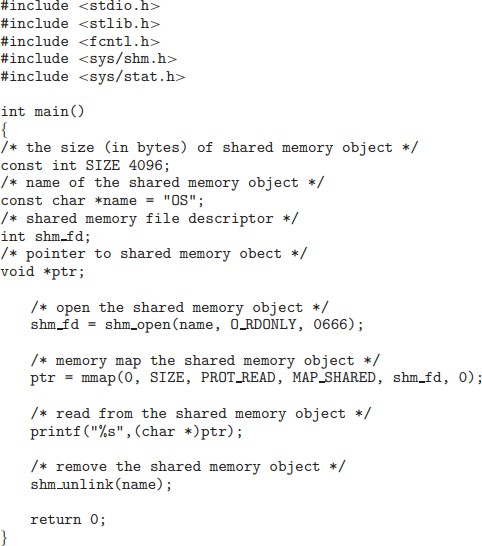 #include <stdio.h>
#include <stlib.h>
#include <fcntl.h>
#include <sys/shm.h>
#include <sys/stat.h>
int main()
{
/* the size (in bytes) of shared memory object */
const int SIZE 4096;
/* name of the shared memory object */
const char *name = "OS";
/* shared memory file descriptor */
int shm_fd;
/* pointer to shared memory obect */
void *ptr;
/* open the shared memory object */
shm_fd = shm_open(name, O_RDONLY, 0666);
/* memory map the shared memory object */
ptr = mmap(0, SIZE, PROT_READ, MAP_SHARED, shm_fd, 0);
/* read from the shared memory object */
printf("%s",(char *)ptr);
/* remove the shared memory object */
shm_unlink(name);
return 0;
}